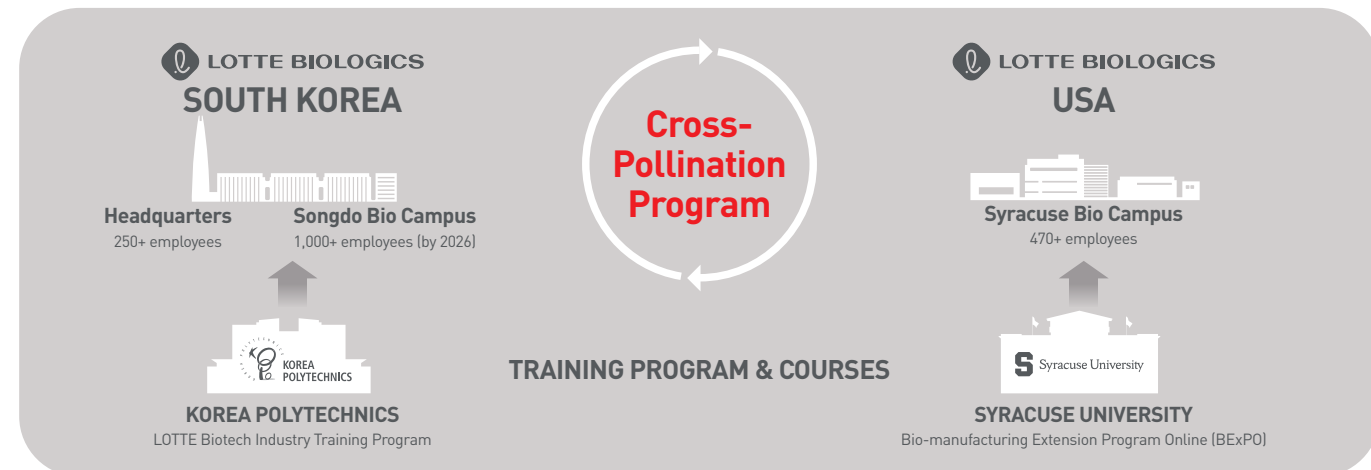 LOTTE BIOLOGICS
SOUTH KOREA
Headquarters
250+ employees
Songdo Bio Campus
1,000+ employees (by 2026)
KOREA
POLYTECHNICS
KOREA POLYTECHNICS
LOTTE Biotech Industry Training Program
Cross-
Pollination
Program
TRAINING PROGRAM & COURSES
LOTTE BIOLOGICS
USA
Syracuse Bio Campus
470+ employees
S Syracuse University
SYRACUSE UNIVERSITY
Bio-manufacturing Extension Program Online (BExPO)